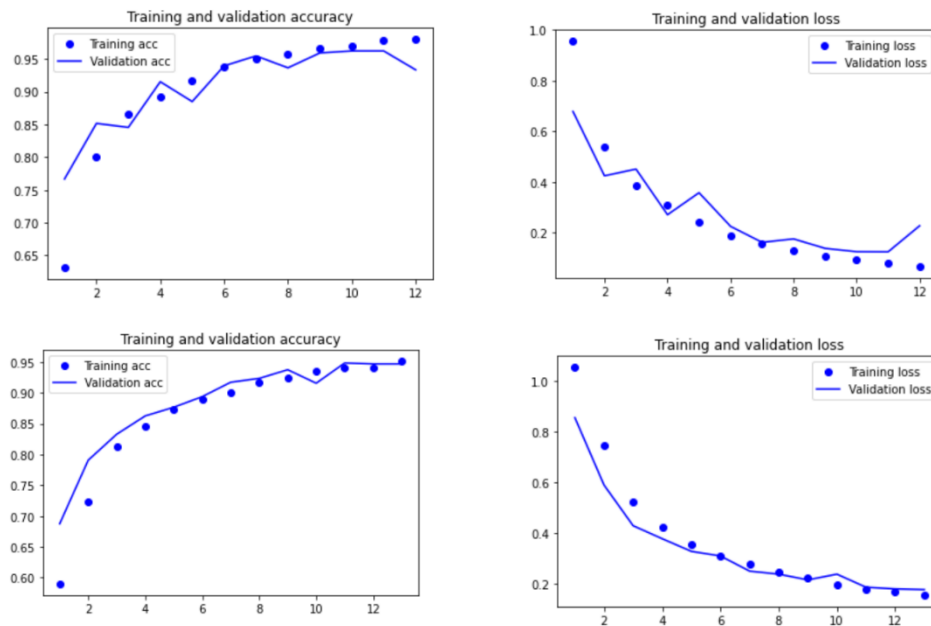 Training and validation accuracy
Training acc
Validation acc
0.95
0.90
0.85
0.80
0.75
0.70
0.65
2 4 6 8 10 12
Training and validation loss
Training loss
Validation loss
1.0
0.8
0.6
0.4
0.2
2 4 6 8 10 12
Training and validation accuracy
Training acc
Validation acc
0.95
0.90
0.85
0.80
0.75
0.70
0.65
0.60
2 4 6 8 10 12
Training and validation loss
Training loss
Validation loss
1.0
0.8
0.6
0.4
0.2
2 4 6 8 10 12